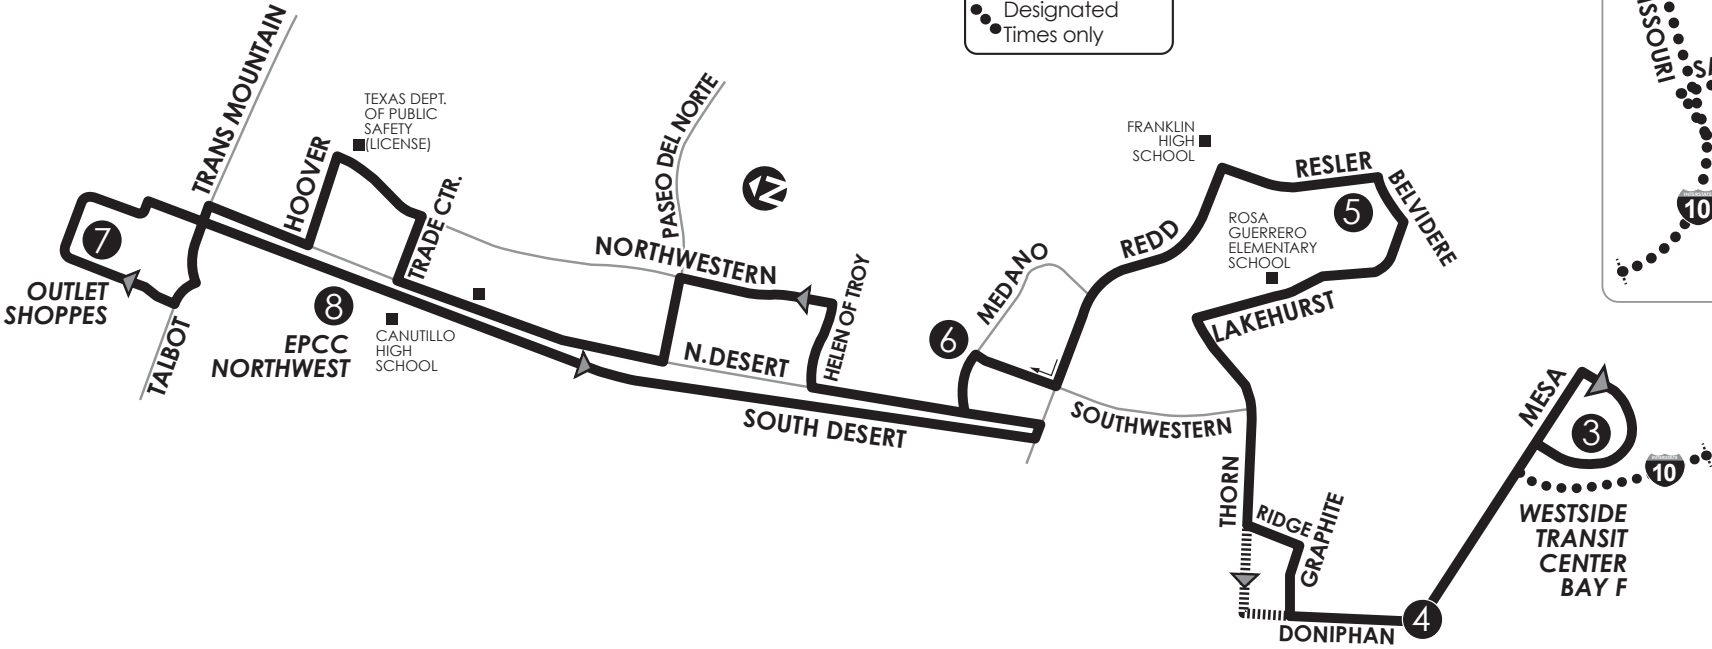 Designated
Times only
TRANS MOUNTAIN
TEXAS DEPT.
OF PUBLIC
SAFETY
(LICENSE)
HOOVER
TRADE CTR.
PASEO DEL NORTE
N
NORTHWESTERN
HELEN OF TROY
MEDANO
REDD
FRANKLIN
HIGH
SCHOOL
RESLER
BELVIDERE
5
ROSA
GUERRERO
ELEMENTARY
SCHOOL
LAKEHURST
7
OUTLET
SHOPPES
TALBOT
8
EPCC
NORTHWEST
CANUTILLO
HIGH
SCHOOL
N.DESERT
SOUTH DESERT
6
SOUTHWESTERN
THORN
RIDGE
GRAPHITE
DONIPHAN
4
MESA
3
10
WESTSIDE
TRANSIT
CENTER
BAY F
ISSOURI
10